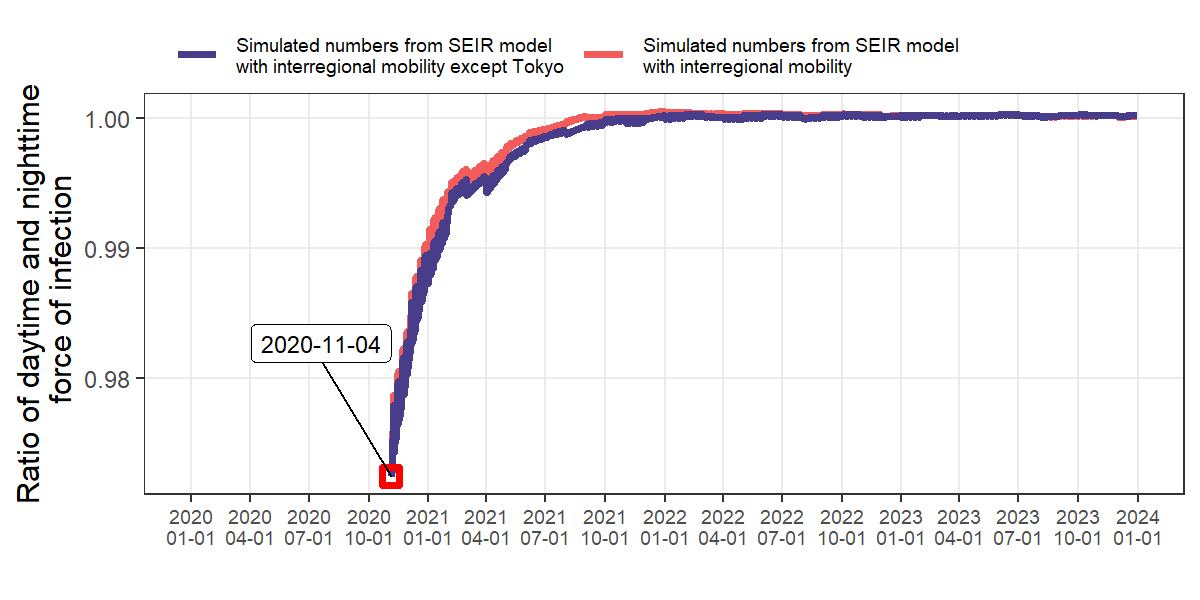 Simulated numbers from SEIR model
with interregional mobility except Tokyo
Simulated numbers from SEIR model
with interregional mobility
Ratio of daytime and nighttime
force of infection
1.00
0.99
0.98
2020-11-04
2020 2020 2020 2020 2021 2021 2021 2021 2022 2022 2022 2022 2023 2023 2023 2023 2024
01-01 04-01 07-01 10-01 01-01 04-01 07-01 10-01 01-01 04-01 07-01 10-01 01-01 04-01 07-01 10-01 01-01